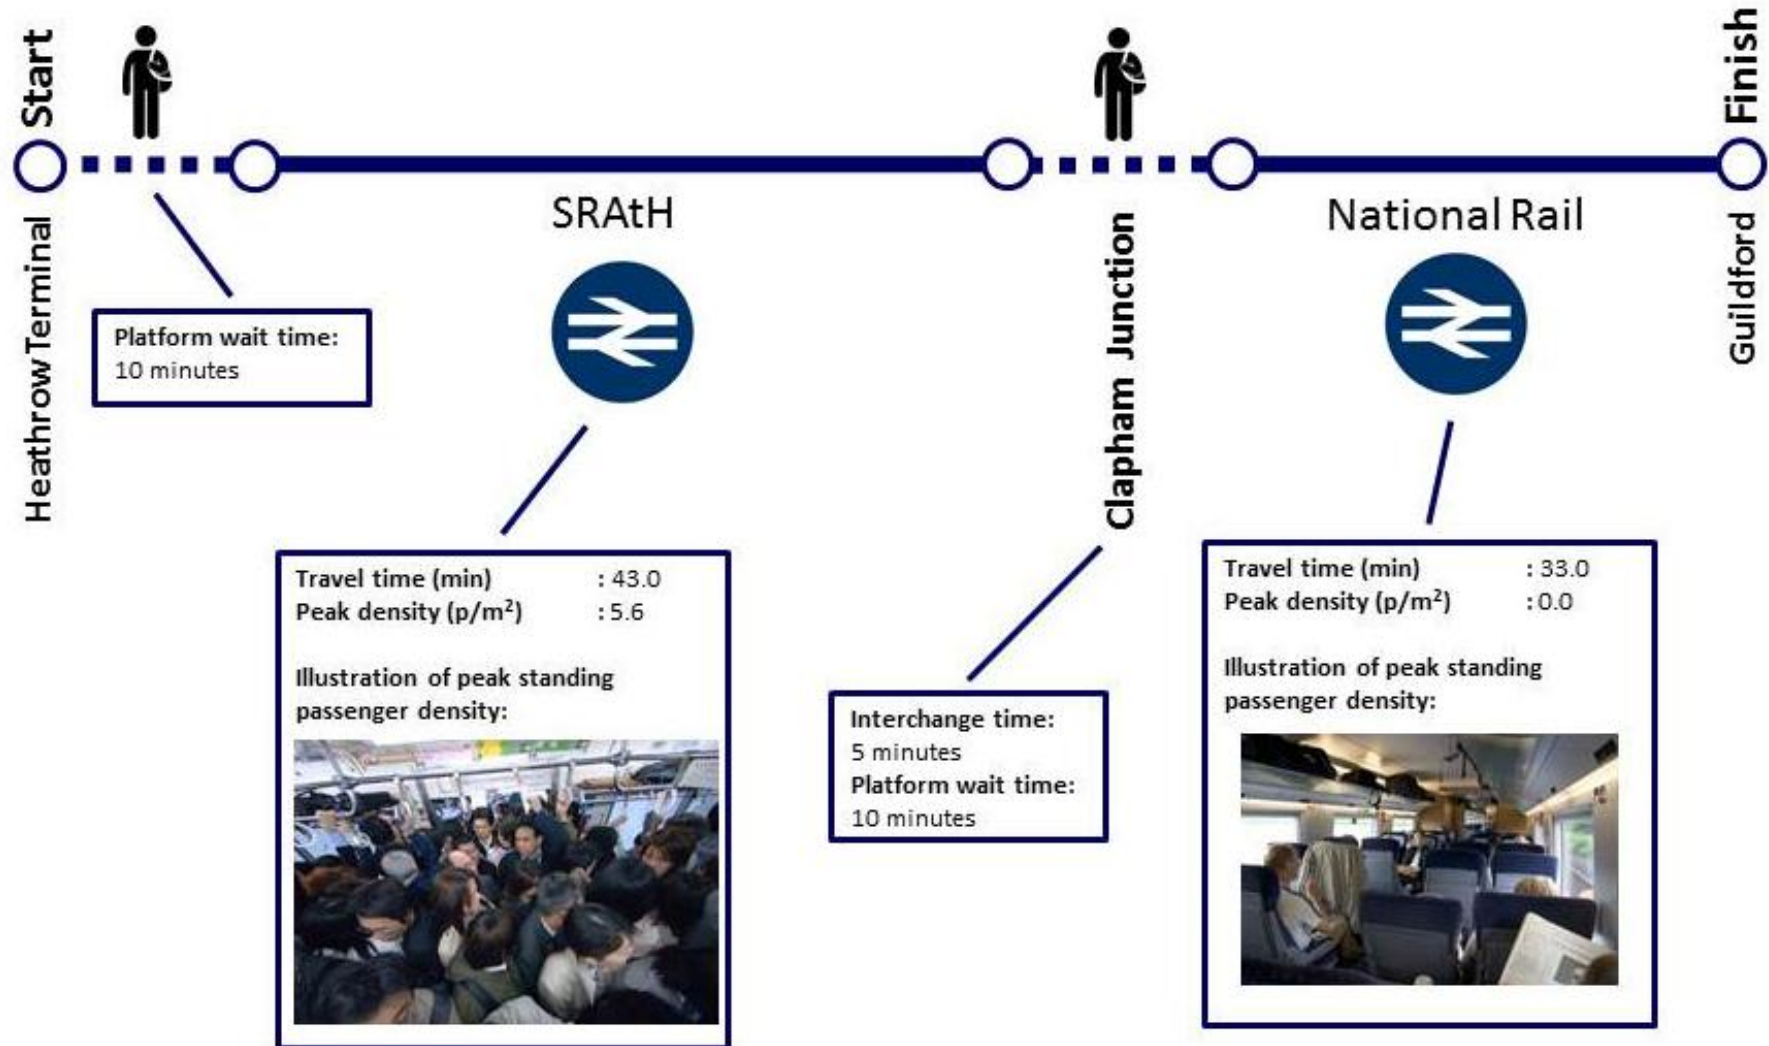 Start
Heathrow Terminal
Platform wait time:
10 minutes
SRAtH
Travel time (min) : 43.0
Peak density (p/m²) : 5.6
Illustration of peak standing
passenger density:
Clapham Junction
Interchange time:
5 minutes
Platform wait time:
10 minutes
National Rail
Travel time (min) : 33.0
Peak density (p/m²) : 0.0
Illustration of peak standing
passenger density:
Finish
Guildford